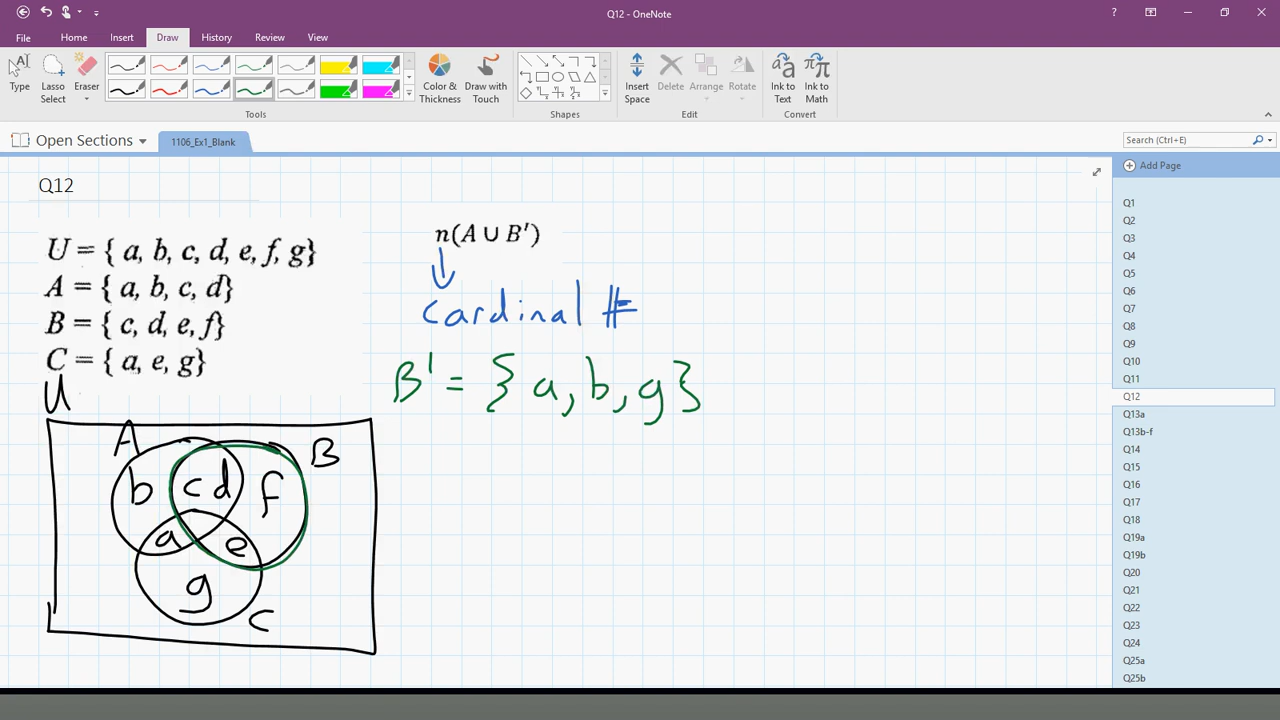 Q12 - OneNote
?
File
Home
Insert
Draw
History
Review
View
Type
Lasso Select
Eraser
Color & Thickness
Draw with Touch
Insert Space
Delete
Arrange
Rotate
Ink to Text
Ink to Math
Tools
Shapes
Edit
Convert
Open Sections
1106_Ex1_Blank
Search (Ctrl+E)
Add Page
Q1
Q2
Q3
Q4
Q5
Q6
Q7
Q8
Q9
Q10
Q11
Q12
Q13a
Q13b-f
Q14
Q15
Q16
Q17
Q18
Q19a
Q19b
Q20
Q21
Q22
Q23
Q24
Q25a
Q25b
Q12
U = { a, b, c, d, e, f, g}
A = { a, b, c, d}
B = { c, d, e, f}
C = { a, e, g}
n(A ∪ B′)
cardinal #
B' = { a, b, g }
U
A
B
b
c d
f
a
e
g
C